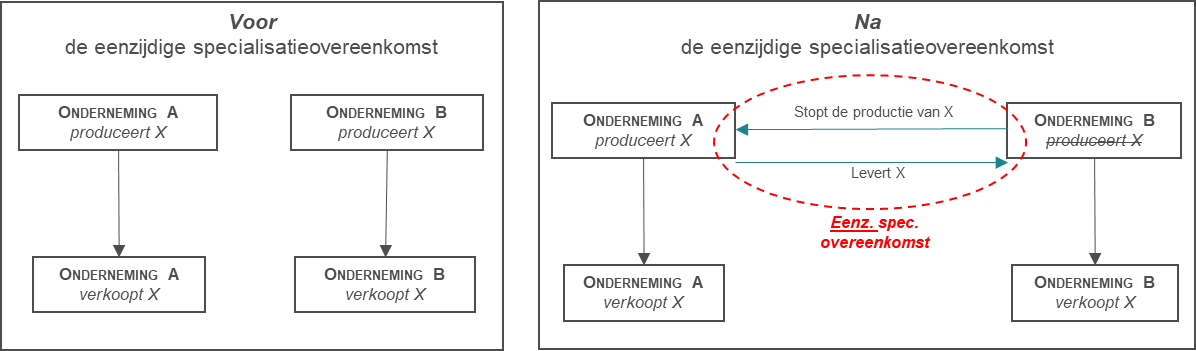 Voor
de eenzijdige specialisatieovereenkomst
ONDERNEMING A
produceert X
ONDERNEMING B
produceert X
ONDERNEMING A
verkoopt X
ONDERNEMING B
verkoopt X
Na
de eenzijdige specialisatieovereenkomst
ONDERNEMING A
produceert X
Stopt de productie van X
Levert X
ONDERNEMING B
produceert X
Eenz. spec.
overeenkomst
ONDERNEMING A
verkoopt X
ONDERNEMING B
verkoopt X